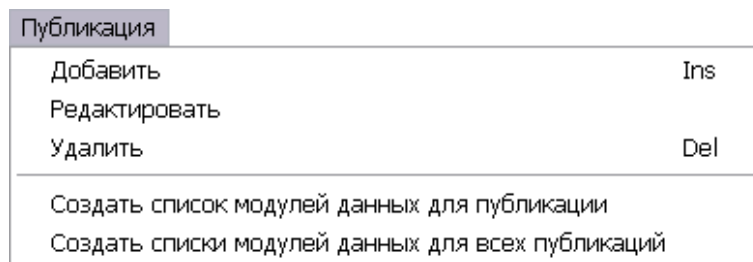 Публикация
Добавить Ins
Редактировать
Удалить Del
Создать список модулей данных для публикации
Создать списки модулей данных для всех публикаций